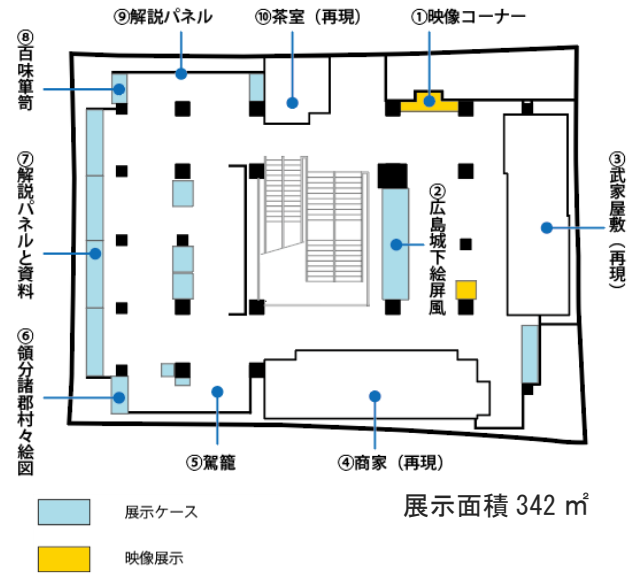 ⑨解説パネル
⑩茶室（再現）
①映像コーナー
⑧百味箪笥
③武家屋敷（再現）
②広島城下絵屏風
⑦解説パネルと資料
⑥領分諸郡村々絵図
⑤駕籠
④商家（再現）
展示面積 342 ㎡
展示ケース
映像展示